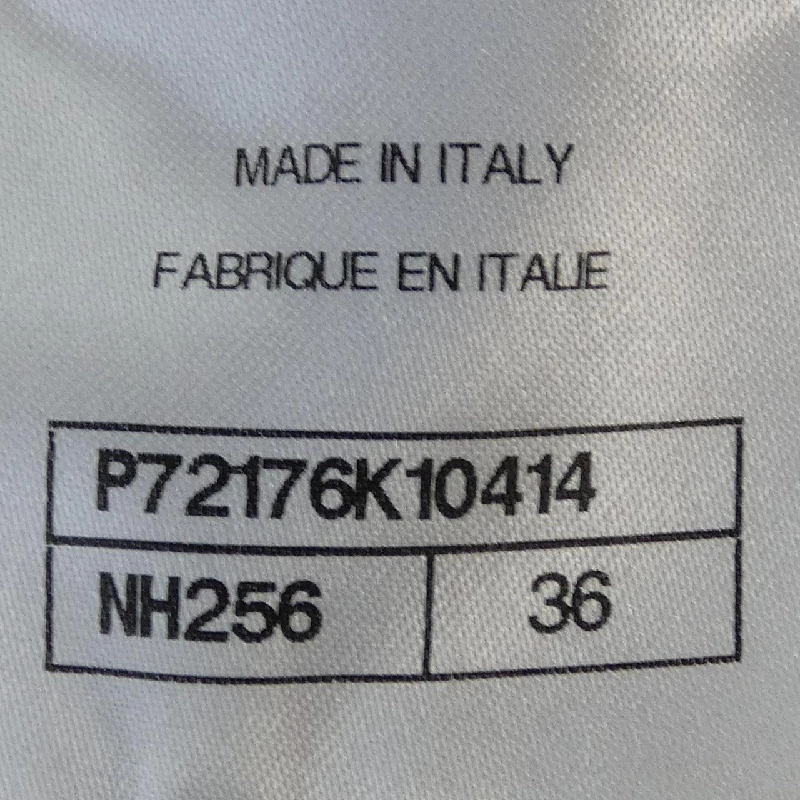 MADE IN ITALY
FABRIQUE EN ITALIE
P72176K10414
NH256 36